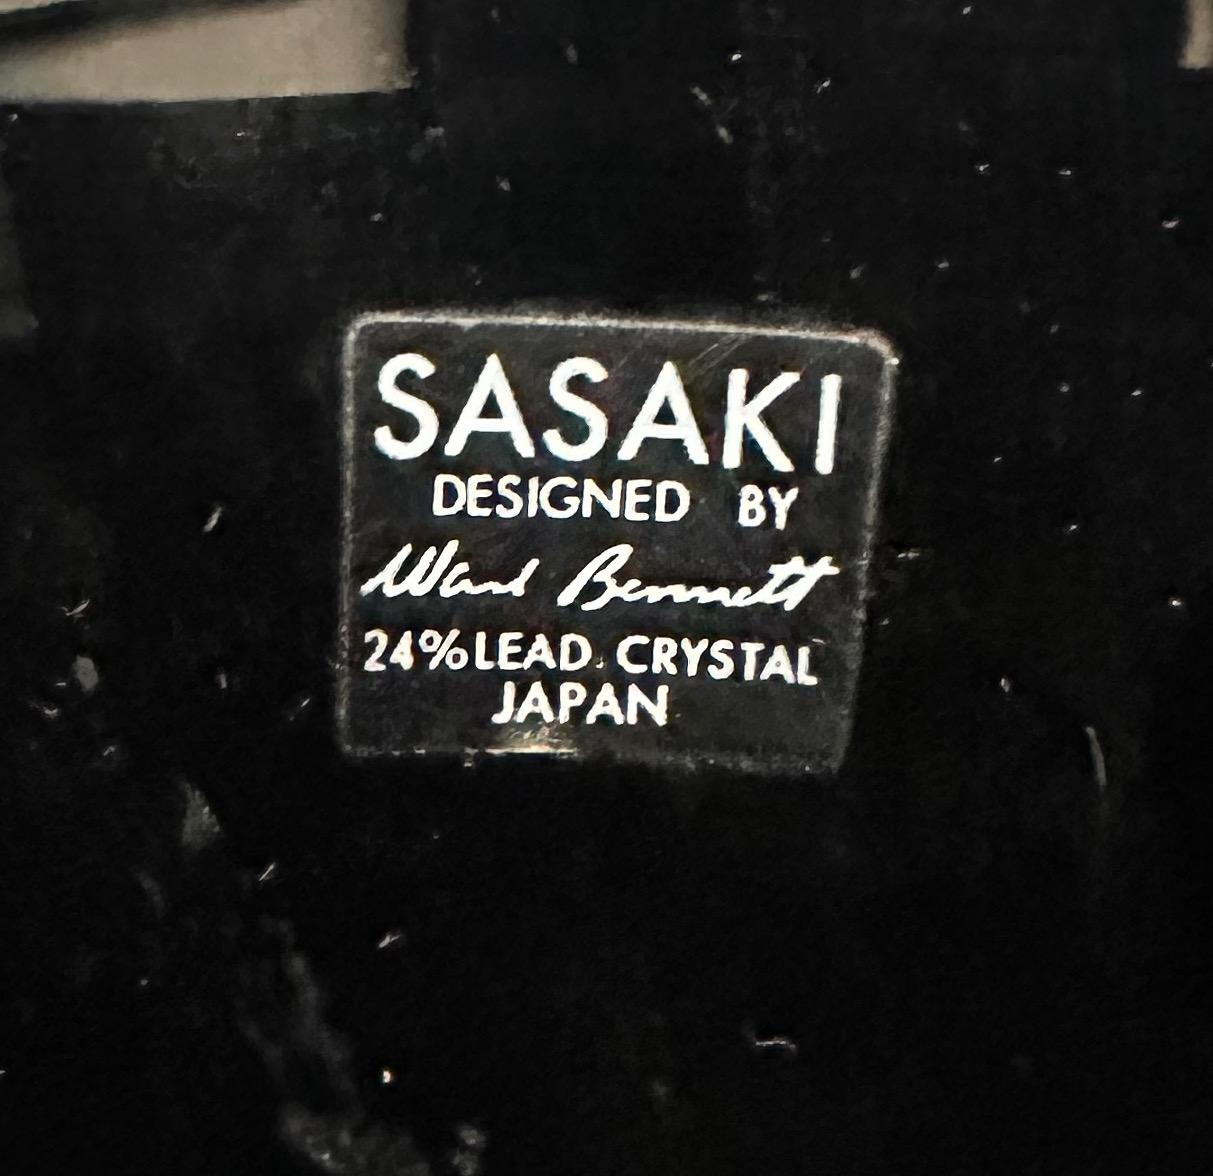 SASAKI
DESIGNED BY
Ward Bennett
24% LEAD CRYSTAL
JAPAN